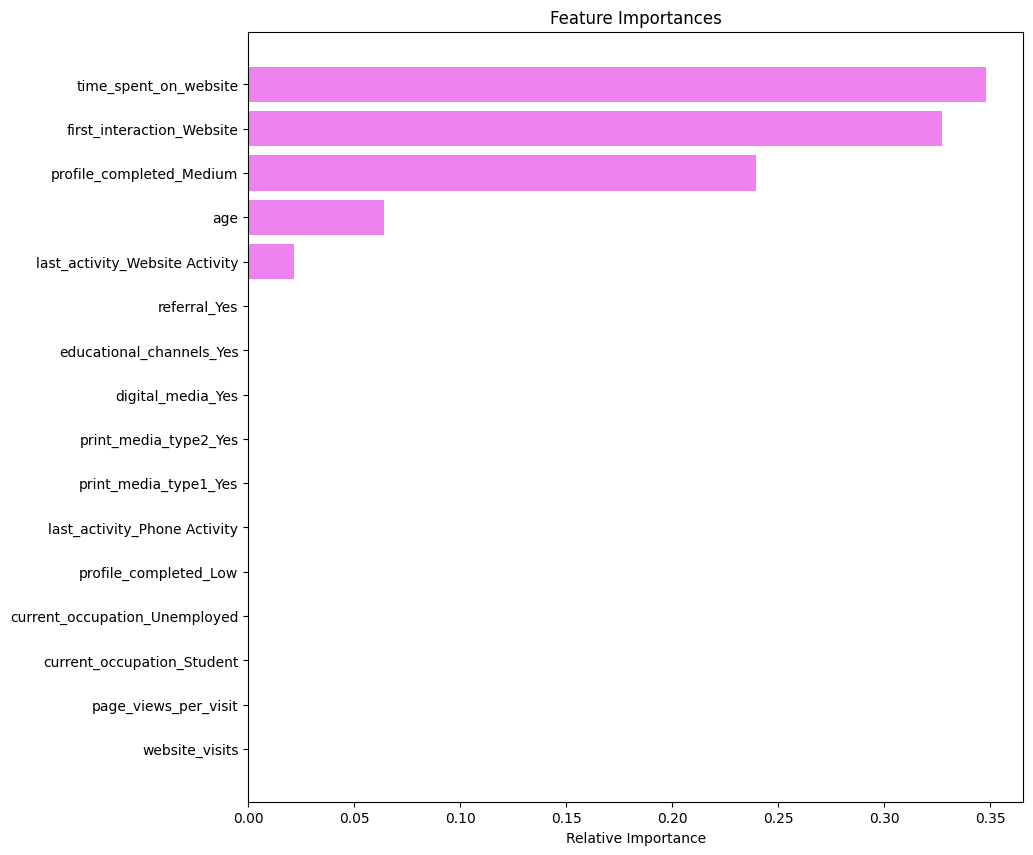 Feature Importances
time_spent_on_website
first_interaction_Website
profile_completed_Medium
age
last_activity_Website Activity
referral_Yes
educational_channels_Yes
digital_media_Yes
print_media_type2_Yes
print_media_type1_Yes
last_activity_Phone Activity
profile_completed_Low
current_occupation_Unemployed
current_occupation_Student
page_views_per_visit
website_visits
0.00 0.05 0.10 0.15 0.20 0.25 0.30 0.35
Relative Importance